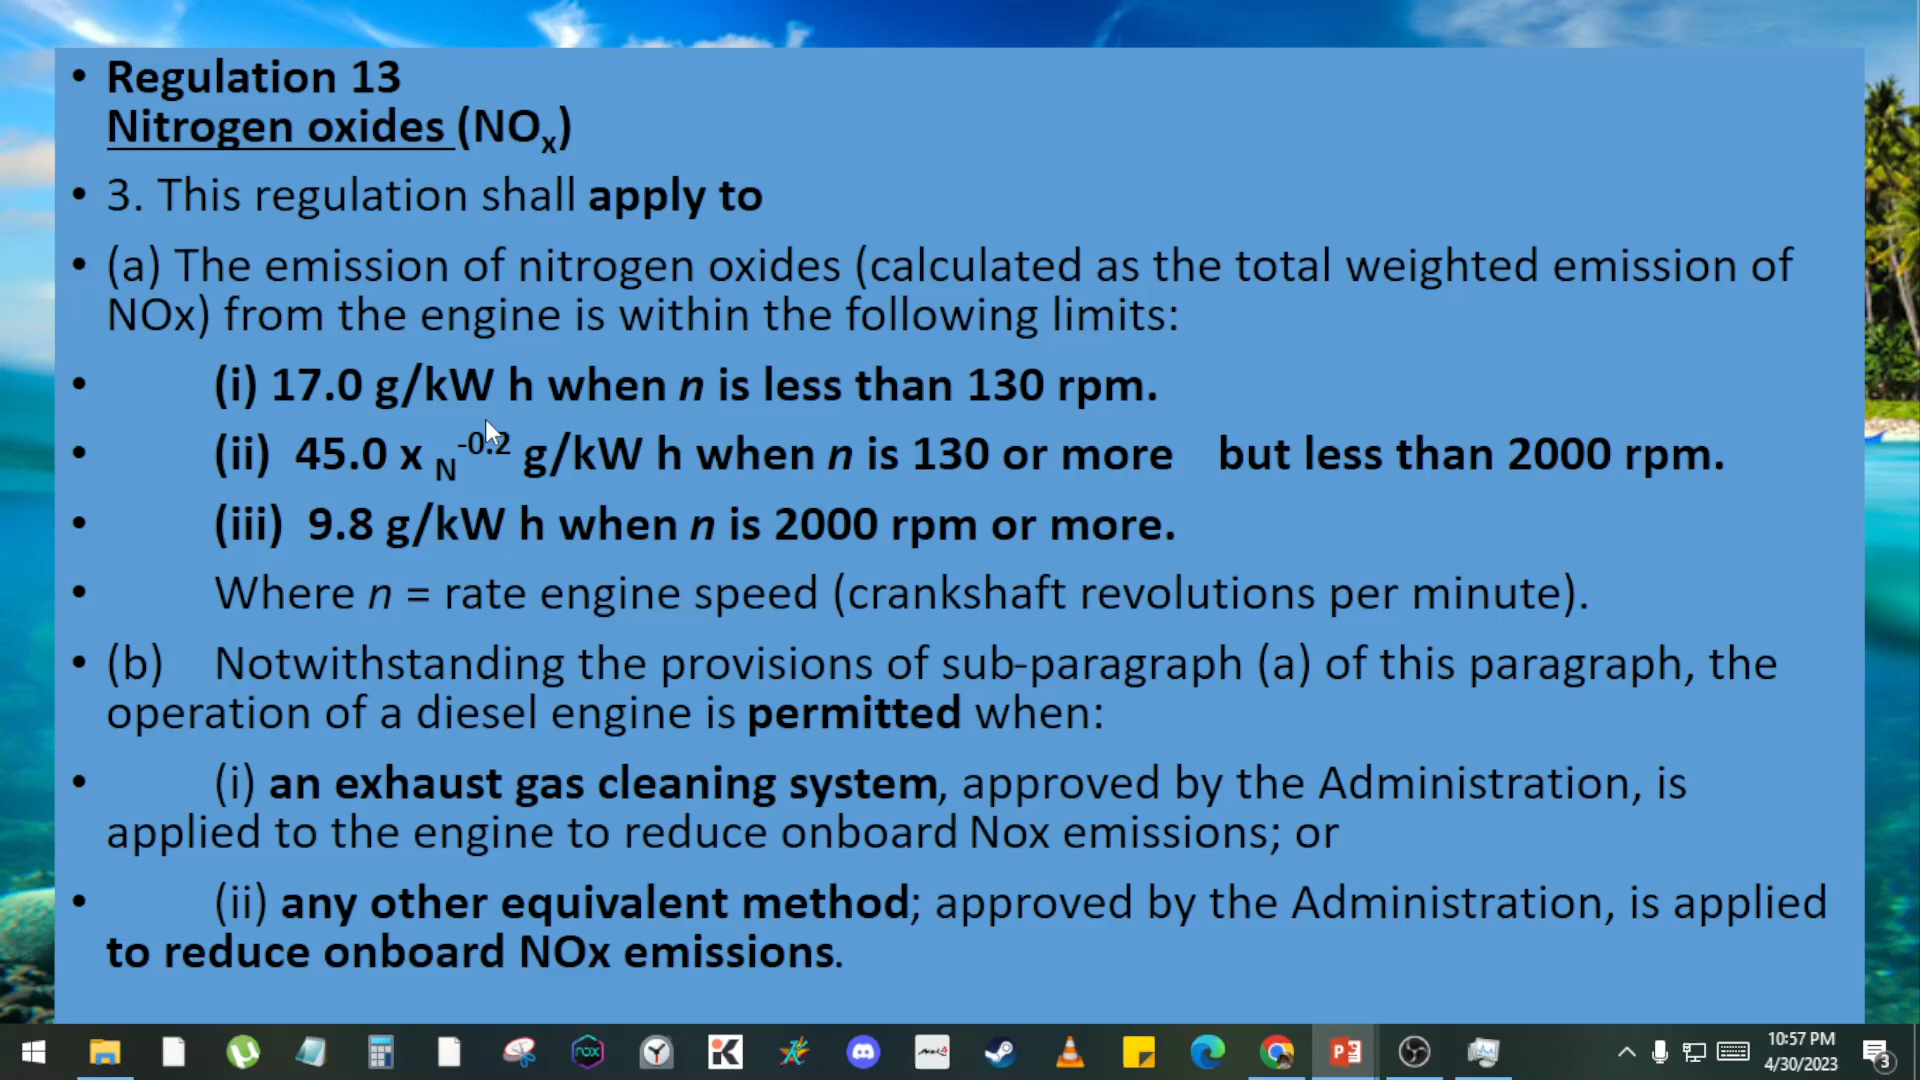 • Regulation 13
Nitrogen oxides (NOx)
• 3. This regulation shall apply to
• (a) The emission of nitrogen oxides (calculated as the total weighted emission of
NOx) from the engine is within the following limits:
• (i) 17.0 g/kW h when n is less than 130 rpm.
• (ii) 45.0 x N-0.2 g/kW h when n is 130 or more but less than 2000 rpm.
• (iii) 9.8 g/kW h when n is 2000 rpm or more.
• Where n = rate engine speed (crankshaft revolutions per minute).
• (b) Notwithstanding the provisions of sub-paragraph (a) of this paragraph, the
operation of a diesel engine is permitted when:
• (i) an exhaust gas cleaning system, approved by the Administration, is
applied to the engine to reduce onboard Nox emissions; or
• (ii) any other equivalent method; approved by the Administration, is applied
to reduce onboard NOx emissions.
nox
10:57 PM
4/30/2023
3